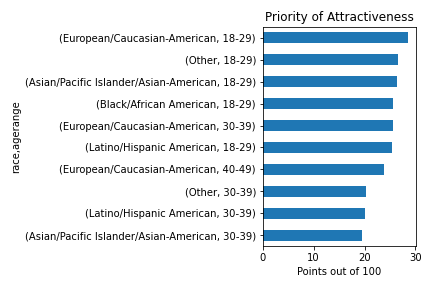 Priority of Attractiveness
race,agerange
(European/Caucasian-American, 18-29)
(Other, 18-29)
(Asian/Pacific Islander/Asian-American, 18-29)
(Black/African American, 18-29)
(European/Caucasian-American, 30-39)
(Latino/Hispanic American, 18-29)
(European/Caucasian-American, 40-49)
(Other, 30-39)
(Latino/Hispanic American, 30-39)
(Asian/Pacific Islander/Asian-American, 30-39)
0 10 20 30
Points out of 100